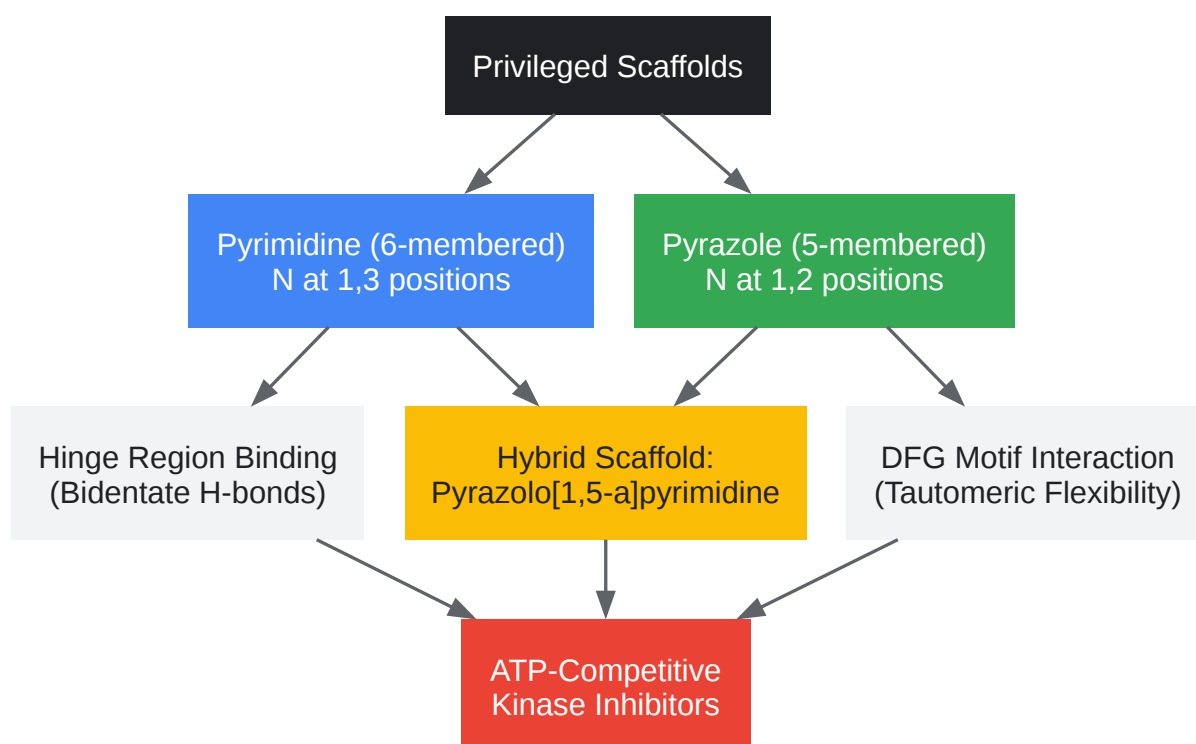 Privileged Scaffolds
Pyrimidine (6-membered)
N at 1,3 positions
Pyrazole (5-membered)
N at 1,2 positions
Hinge Region Binding
(Bidentate H-bonds)
Hybrid Scaffold:
Pyrazolo[1,5-a]pyrimidine
DFG Motif Interaction
(Tautomeric Flexibility)
ATP-Competitive
Kinase Inhibitors